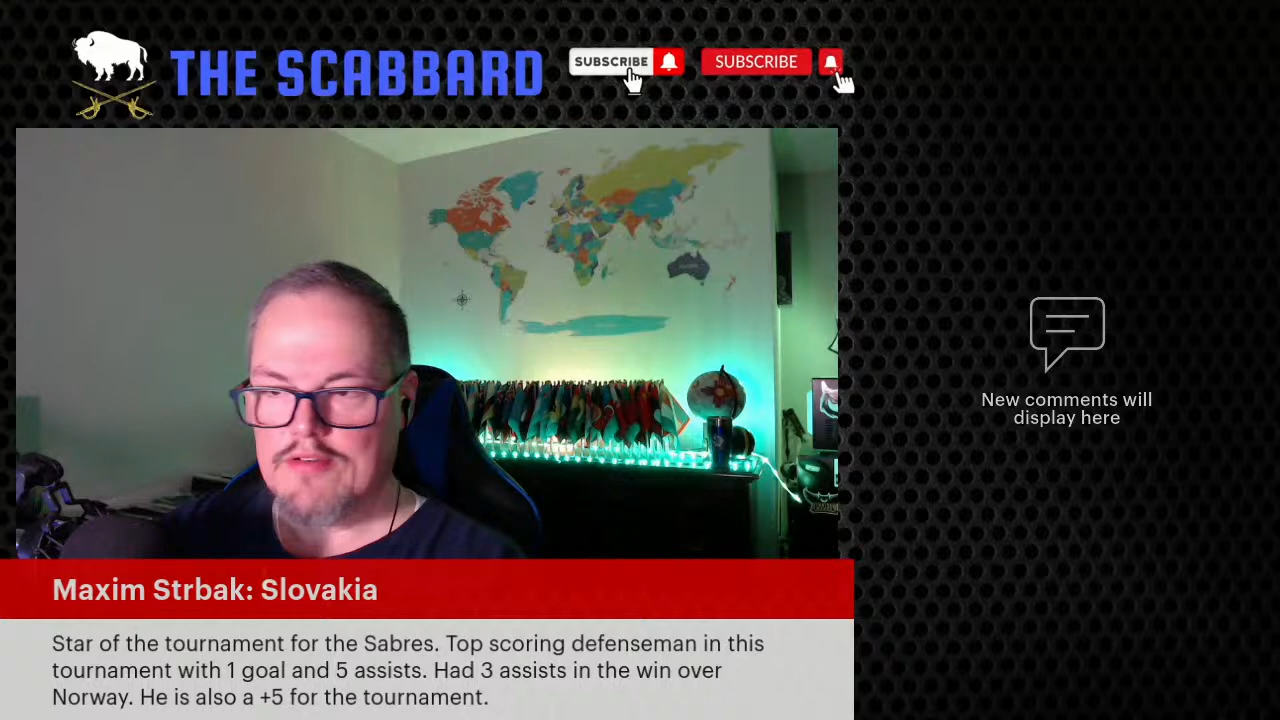 THE SCABBARD
SUBSCRIBE
SUBSCRIBE
New comments will
display here
Maxim Strbak: Slovakia
Star of the tournament for the Sabres. Top scoring defenseman in this
tournament with 1 goal and 5 assists. Had 3 assists in the win over
Norway. He is also a +5 for the tournament.